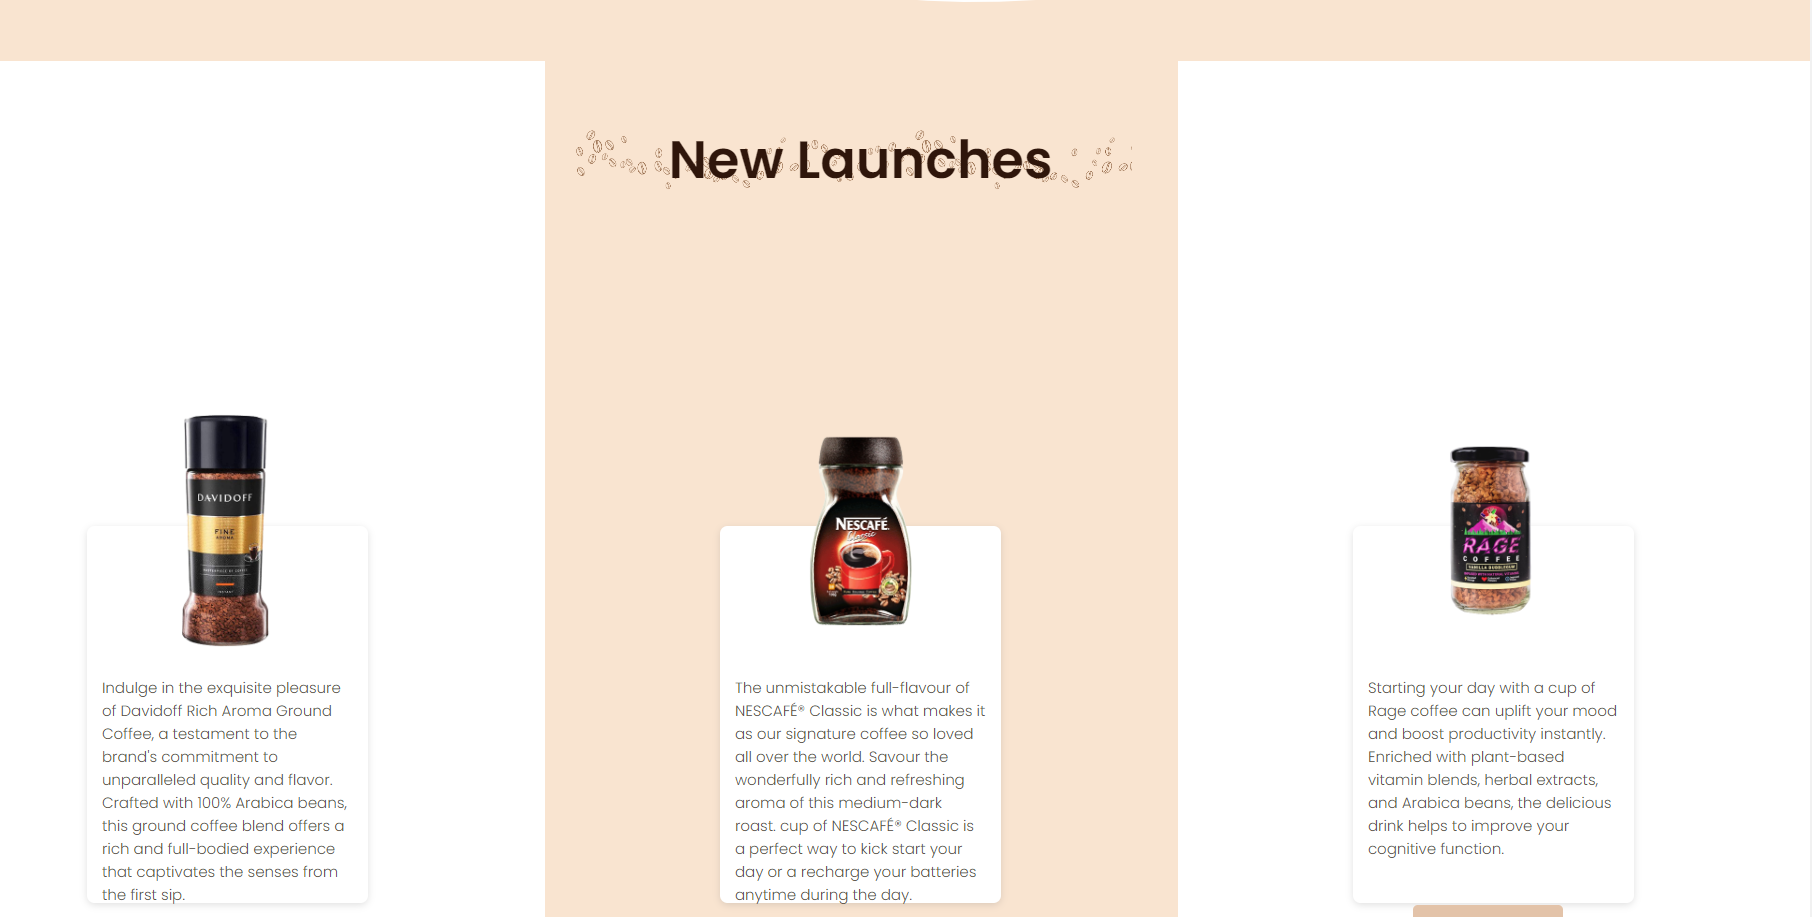 New Launches
DAVIDOFF
FINE
AROMA
INSTANT
Indulge in the exquisite pleasure
of Davidoff Rich Aroma Ground
Coffee, a testament to the
brand's commitment to
unparalleled quality and flavor.
Crafted with 100% Arabica beans,
this ground coffee blend offers a
rich and full-bodied experience
that captivates the senses from
the first sip.
NESCAFÉ
Classic
The unmistakable full-flavour of
NESCAFÉ® Classic is what makes it
as our signature coffee so loved
all over the world. Savour the
wonderfully rich and refreshing
aroma of this medium-dark
roast. cup of NESCAFÉ® Classic is
a perfect way to kick start your
day or a recharge your batteries
anytime during the day.
RAGE
COFFEE
Starting your day with a cup of
Rage coffee can uplift your mood
and boost productivity instantly.
Enriched with plant-based
vitamin blends, herbal extracts,
and Arabica beans, the delicious
drink helps to improve your
cognitive function.